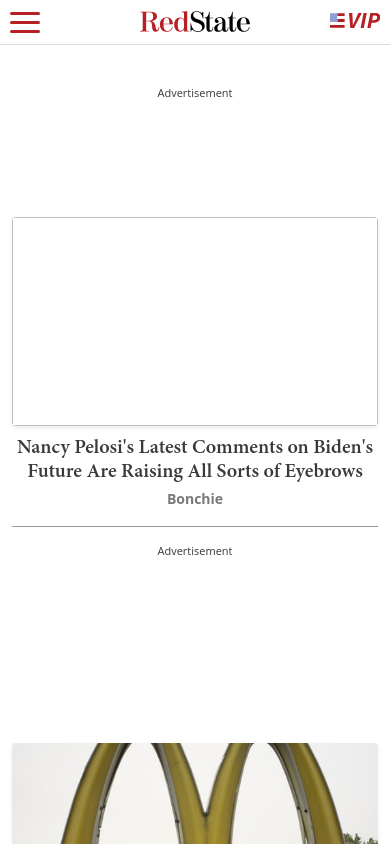 RedState
VIP
Advertisement
Nancy Pelosi's Latest Comments on Biden's
Future Are Raising All Sorts of Eyebrows
Bonchie
Advertisement